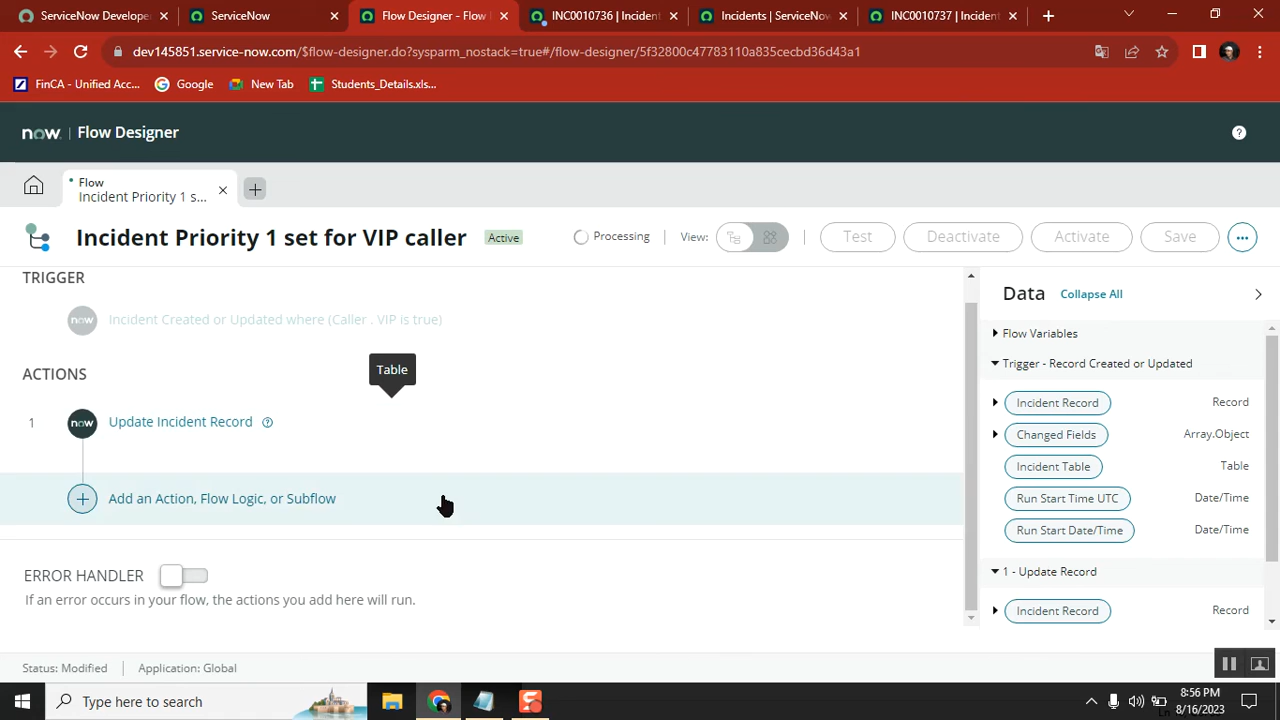 ServiceNow Develope
ServiceNow
Flow Designer - Flow
INC0010736 | Incident
Incidents | ServiceNow
INC0010737 | Incident
dev145851.service-now.com/$flow-designer.do?sysparm_nostack=true#/flow-designer/5f32800c47783110a835cecbd36d43a1
FinCA - Unified Acc...
Google
New Tab
Students_Details.xls...
now. | Flow Designer
Flow
Incident Priority 1 s...
Incident Priority 1 set for VIP caller
Active
Processing
View:
Test
Deactivate
Activate
Save
TRIGGER
now
Incident Created or Updated where (Caller . VIP is true)
ACTIONS
Table
1
now
Update Incident Record
Add an Action, Flow Logic, or Subflow
ERROR HANDLER
If an error occurs in your flow, the actions you add here will run.
Data
Collapse All
Flow Variables
Trigger - Record Created or Updated
Incident Record Record
Changed Fields Array.Object
Incident Table Table
Run Start Time UTC Date/Time
Run Start Date/Time Date/Time
1 - Update Record
Incident Record Record
Status: Modified
Application: Global
Type here to search
8:56 PM
8/16/2023